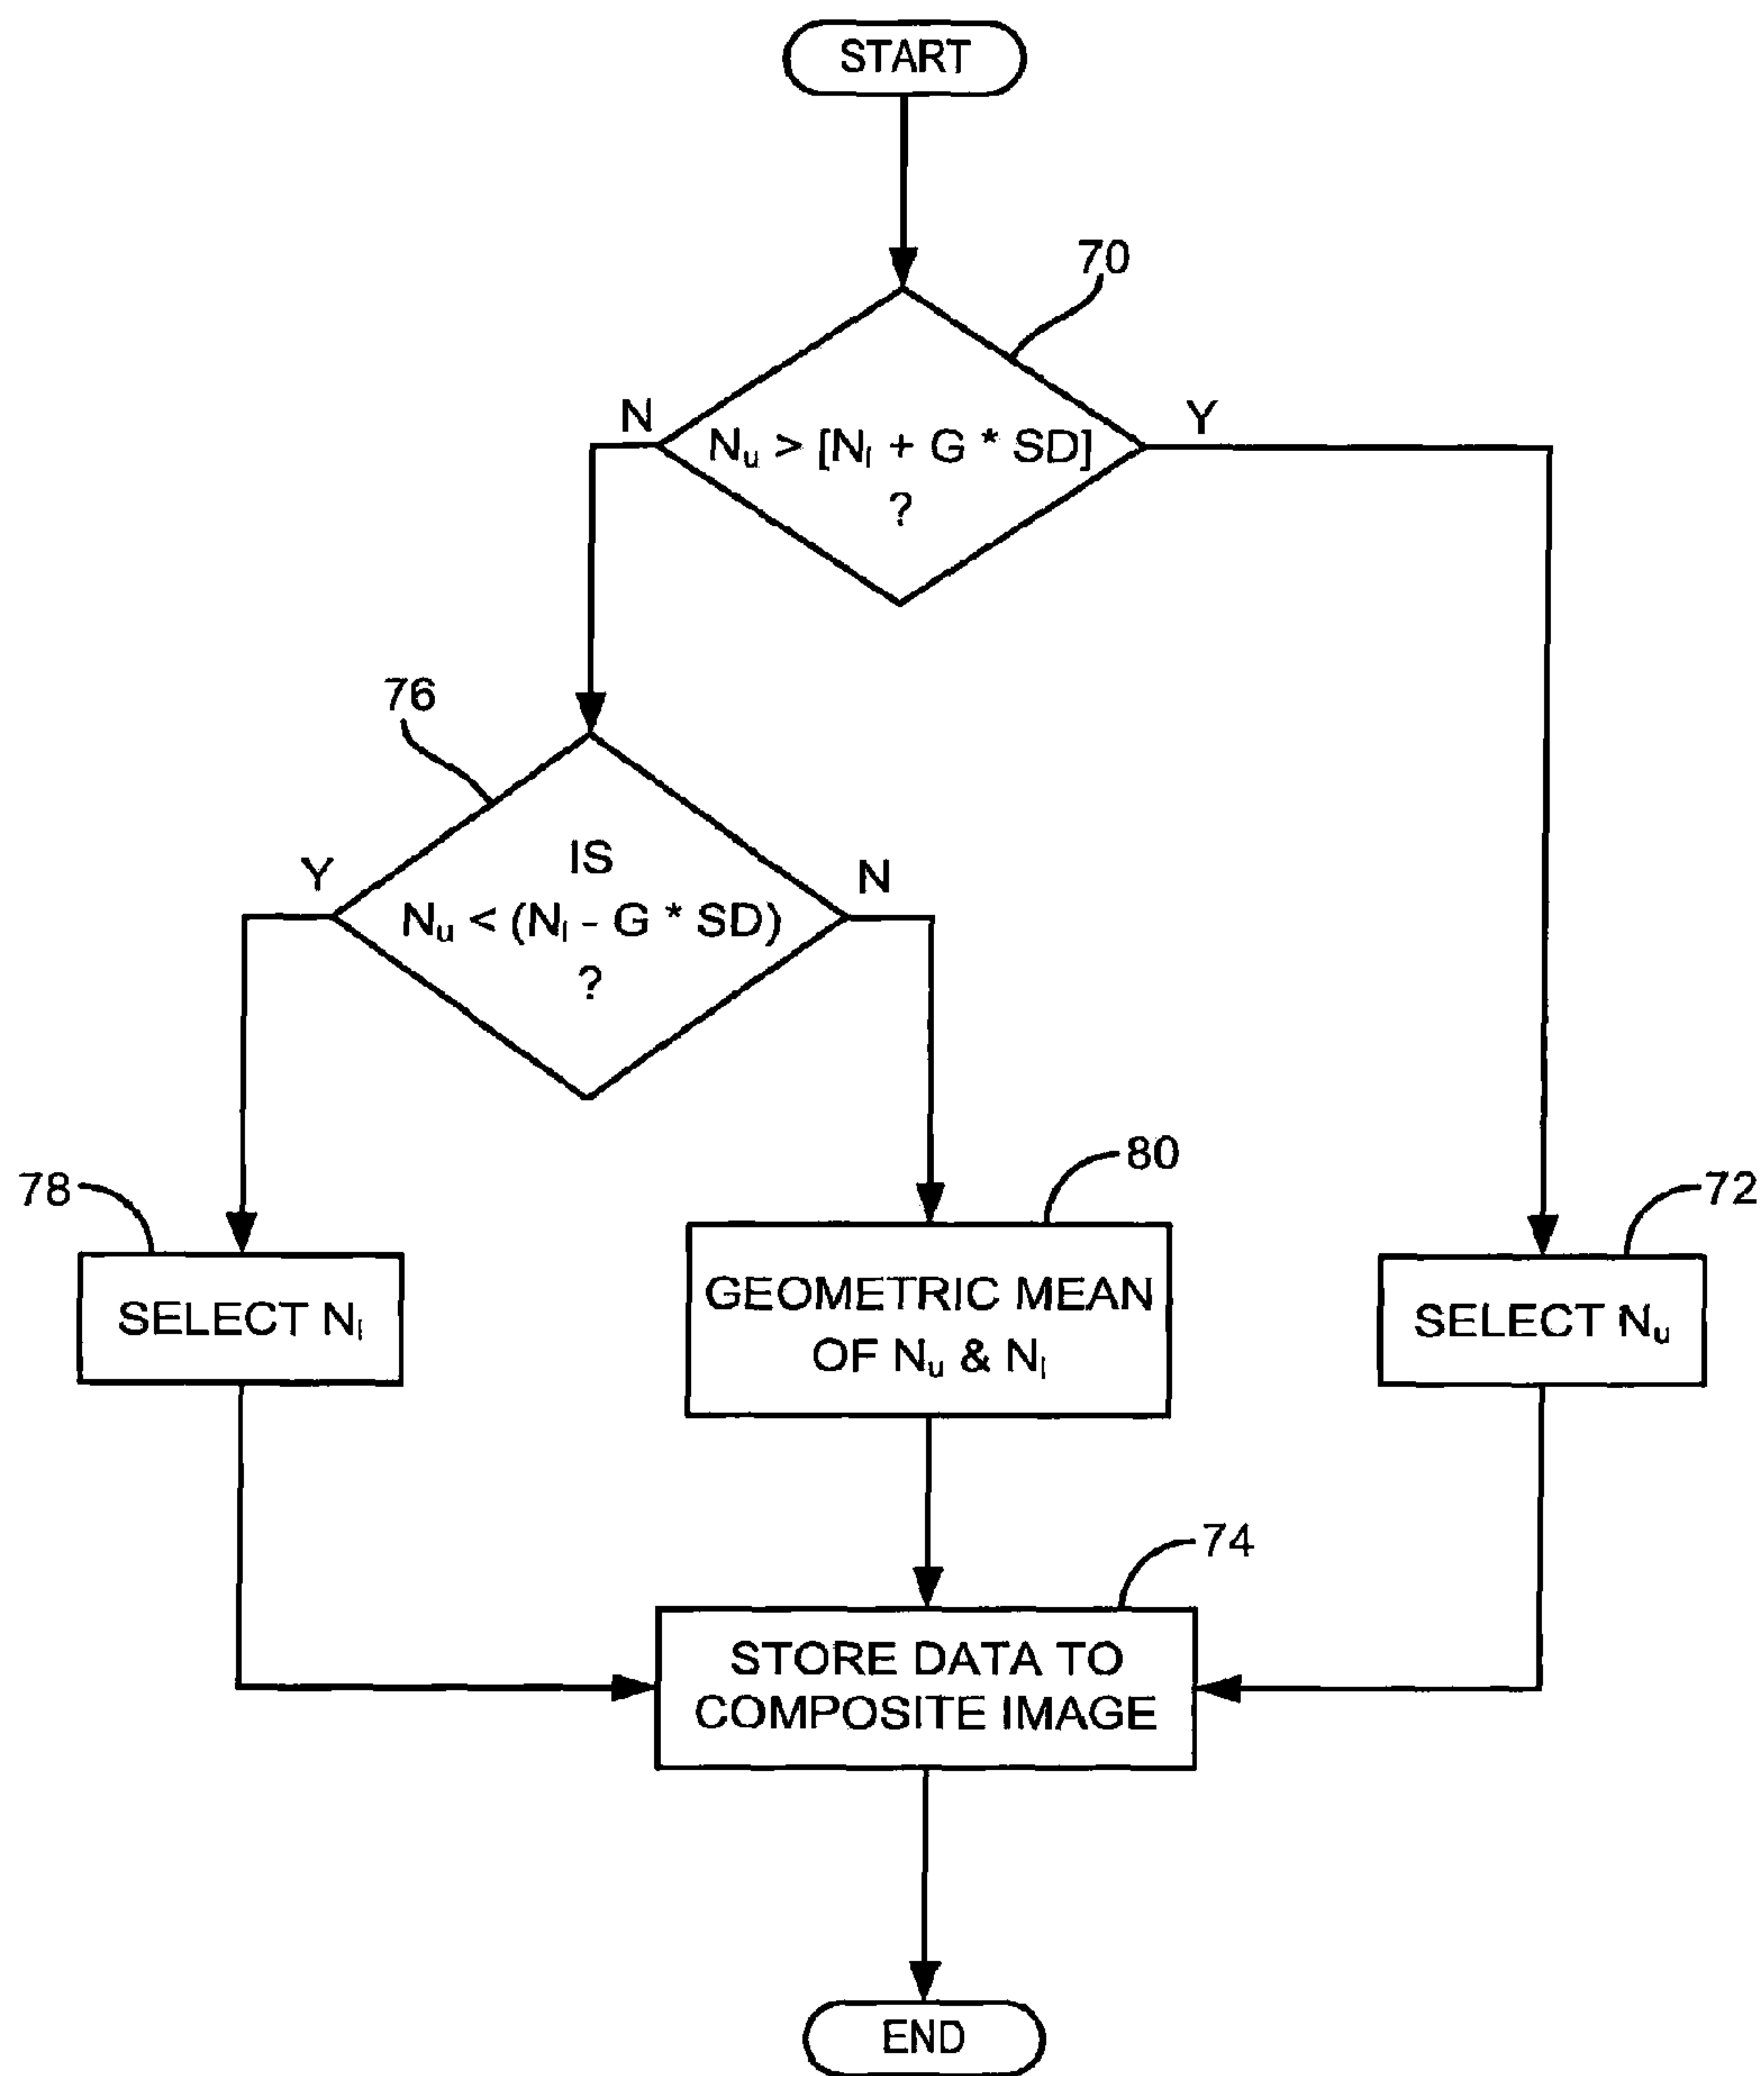 START
70
N
Y
Nᵤ > [Nₗ + G * SD]
?
76
IS
Y
N
Nᵤ < (Nₗ - G * SD)
?
80
78
72
GEOMETRIC MEAN
OF Nᵤ & Nₗ
SELECT Nₗ
SELECT Nᵤ
74
STORE DATA TO
COMPOSITE IMAGE
END